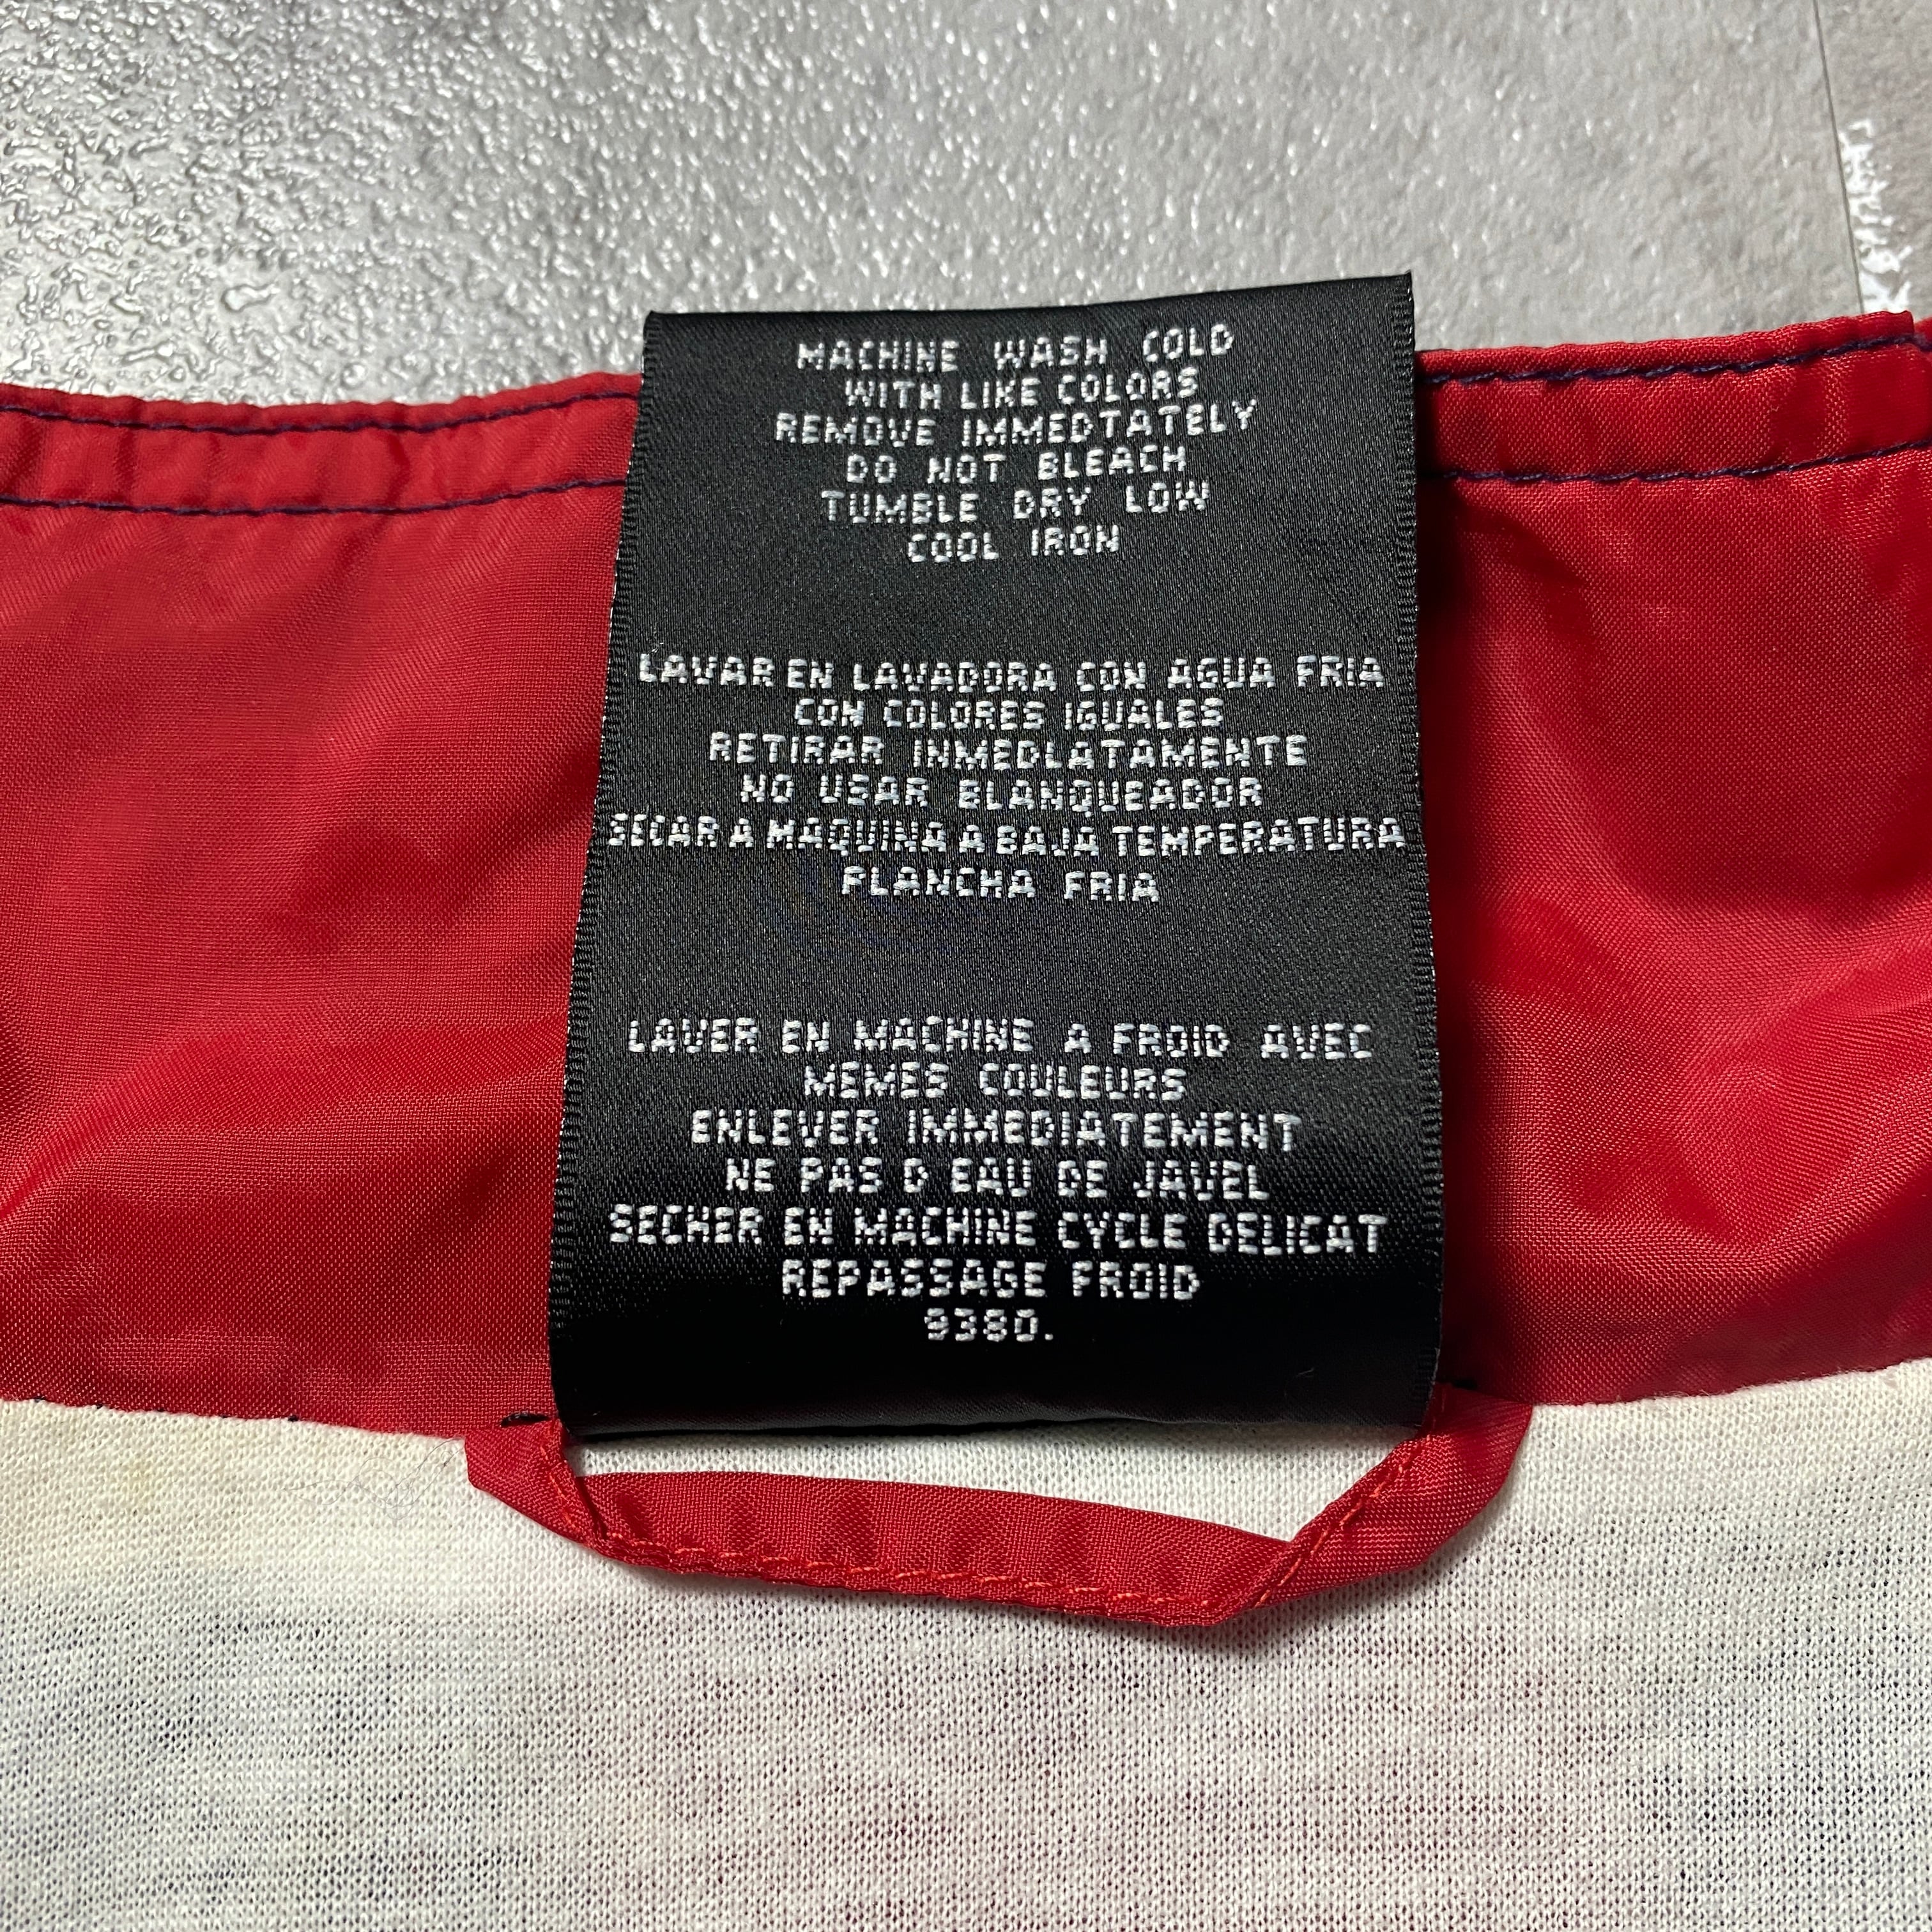 MACHINE WASH COLD
WITH LIKE COLORS
REMOVE IMMEDTATELY
DO NOT BLEACH
TUMBLE DRY LOW
COOL IRON
LAVAR EN LAVADORA CON AGUA FRIA
CON COLORES IGUALES
RETIRAR INMEDLATAMENTE
NO USAR BLANQUEADOR
SECAR A MAQUINA A BAJA TEMPERATURA
PLANCHA FRIA
LAVER EN MACHINE A FROID AVEC
MEMES COULEURS
ENLEVER IMMEDIATEMENT
NE PAS D EAU DE JAVEL
SECHER EN MACHINE CYCLE DELICAT
REPASSAGE FROID
9380.